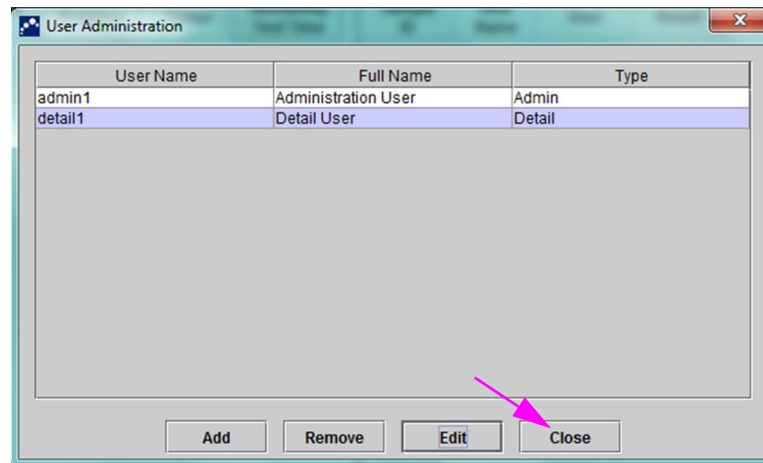 User Administration
User Name Full Name Type
admin1 Administration User Admin
detail1 Detail User Detail
Add Remove Edit Close